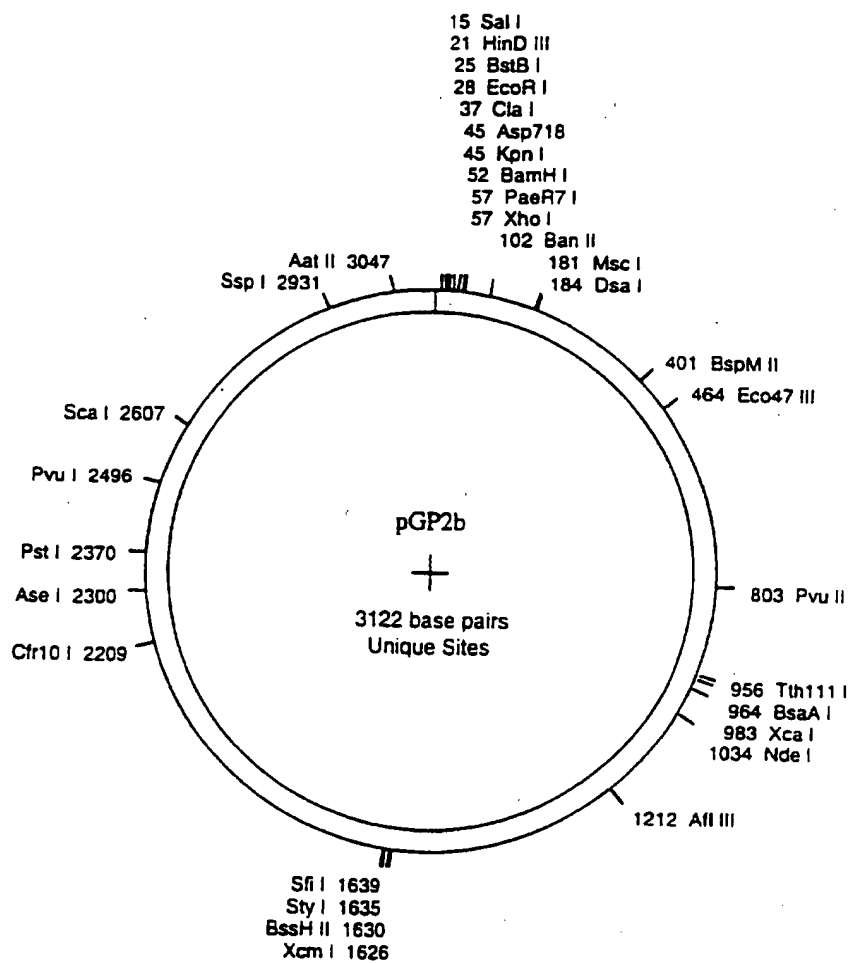 15 Sal I
21 HinD III
25 BstB I
28 EcoR I
37 Cla I
45 Asp718
45 Kpn I
52 BamH I
57 PaeR7 I
57 Xho I
102 Ban II
181 Msc I
184 Dsa I
Aat II 3047
Ssp I 2931
401 BspM II
464 Eco47 III
Sca I 2607
Pvu I 2496
pGP2b
Pst I 2370
Ase I 2300
3122 base pairs
Unique Sites
803 Pvu II
Cfr10 I 2209
956 Tth111 I
964 BsaA I
983 Xca I
1034 Nde I
1212 Afl III
Sfi I 1639
Sty I 1635
BssH II 1630
Xcm I 1626